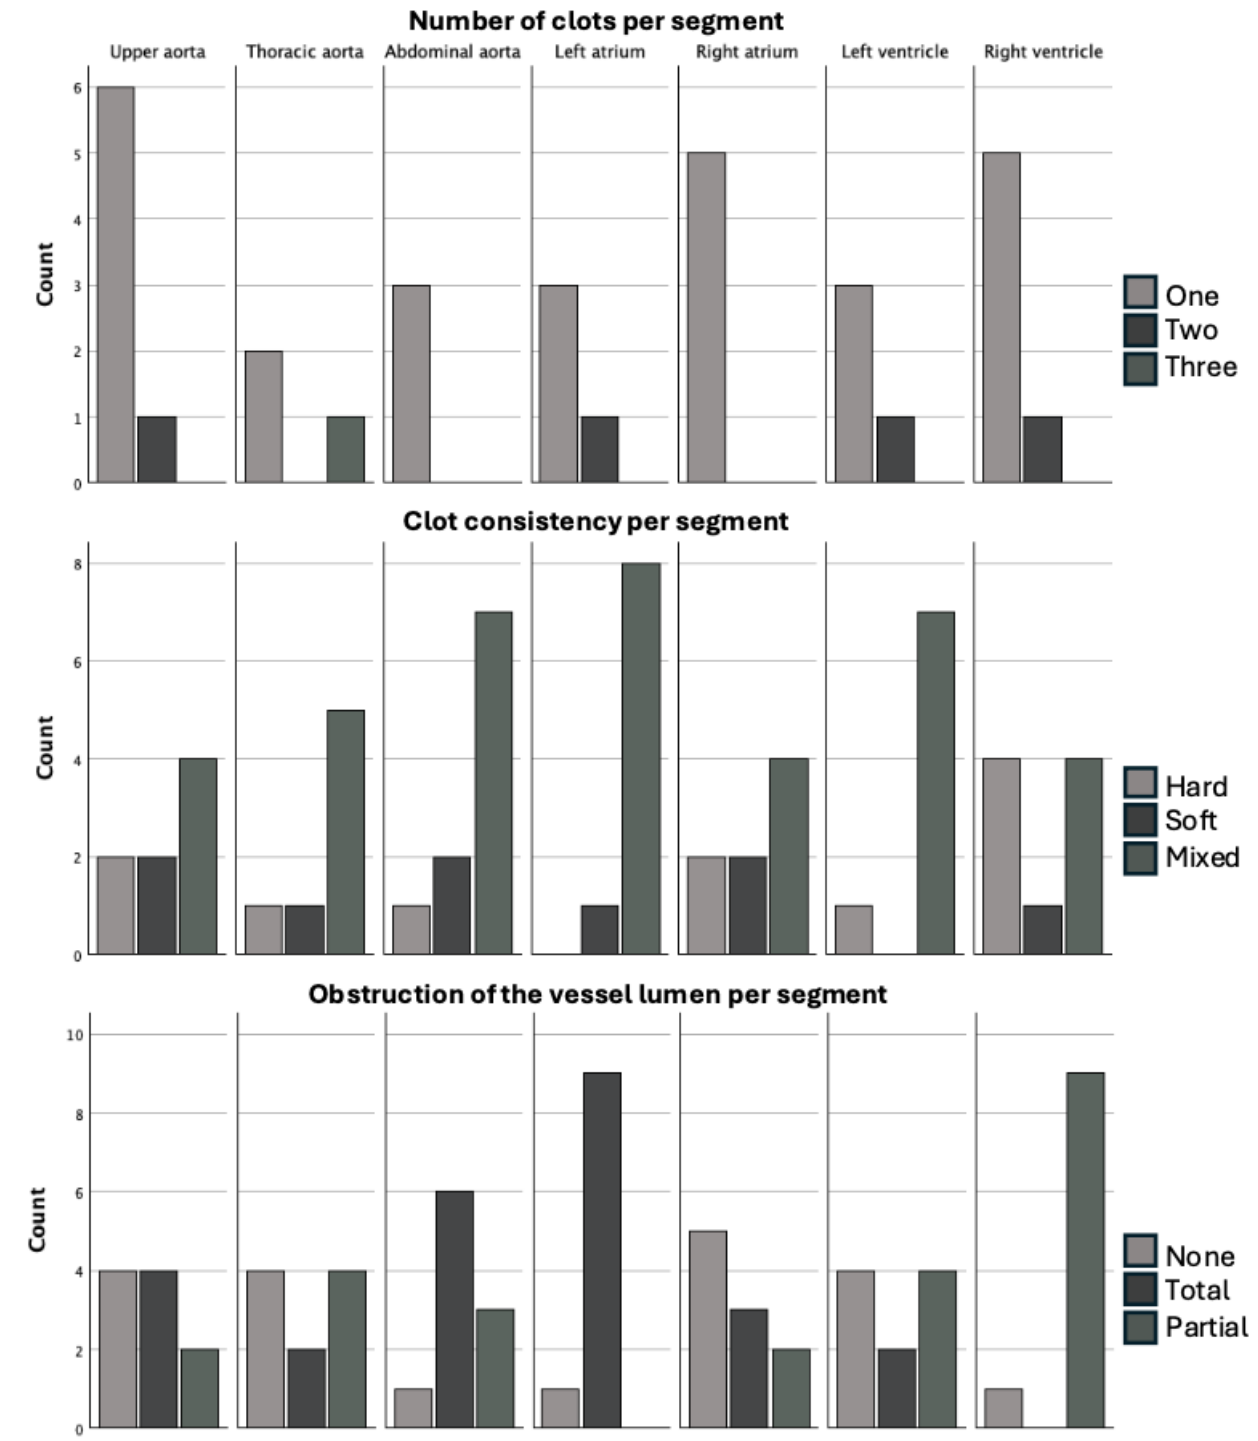 Number of clots per segment
Upper aorta Thoracic aorta Abdominal aorta Left atrium Right atrium Left ventricle Right ventricle
6
5
4
3
2
1
0
Count
One
Two
Three
Clot consistency per segment
8
6
4
2
0
Count
Hard
Soft
Mixed
Obstruction of the vessel lumen per segment
10
8
6
4
2
0
Count
None
Total
Partial